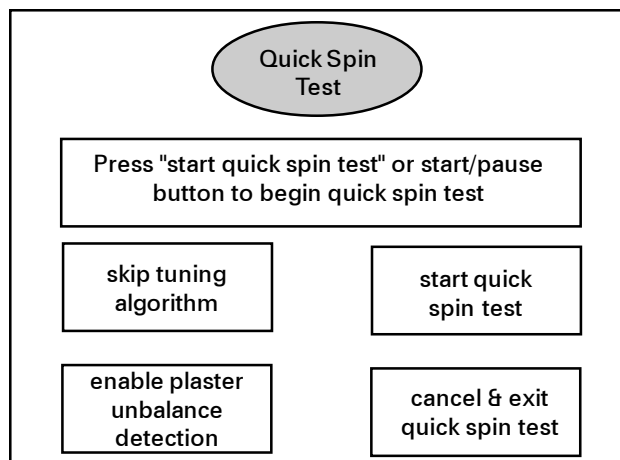 Quick Spin
Test
Press "start quick spin test" or start/pause
button to begin quick spin test
skip tuning
algorithm
start quick
spin test
enable plaster
unbalance
detection
cancel & exit
quick spin test